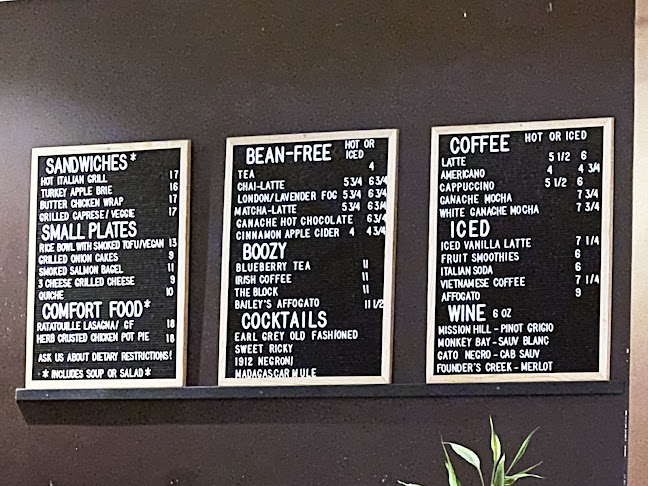 SANDWICHES*
HOT ITALIAN GRILL 17
TURKEY APPLE BRIE 16
BUTTER CHICKEN WRAP 17
GRILLED CAPRESE/ VEGGIE 17
SMALL PLATES
RICE BOWL WITH SMOKED TOFU/VEGAN 13
GRILLED ONION CAKES 9
SMOKED SALMON BAGEL 11
3 CHEESE GRILLED CHEESE 9
QUICHE 10
COMFORT FOOD*
RATATOUILLE LASAGNA/ GF 18
HERB CRUSTED CHICKEN POT PIE 18
ASK US ABOUT DIETARY RESTRICTIONS!
*INCLUDES SOUP OR SALAD*
BEAN-FREE HOT OR ICED
TEA 4
CHAI-LATTE 5 3/4 6 3/4
LONDON/LAVENDER FOG 5 3/4 6 3/4
MATCHA-LATTE 5 3/4 6 3/4
GANACHE HOT CHOCOLATE 6 3/4
CINNAMON APPLE CIDER 4 4 3/4
BOOZY
BLUEBERRY TEA 11
IRISH COFFEE 11
THE BLOCK 11
BAILEY'S AFFOGATO 11 1/2
COCKTAILS
EARL GREY OLD FASHIONED
SWEET RICKY
1912 NEGRONI
MADAGASCAR MULE
COFFEE HOT OR ICED
LATTE 5 1/2 6
AMERICANO 4 4 3/4
CAPPUCCINO 5 1/2 6
GANACHE MOCHA 7 3/4
WHITE GANACHE MOCHA 7 3/4
ICED
ICED VANILLA LATTE 7 1/4
FRUIT SMOOTHIES 6
ITALIAN SODA 6
VIETNAMESE COFFEE 7 1/4
AFFOGATO 9
WINE 6 OZ
MISSION HILL - PINOT GRIGIO
MONKEY BAY - SAUV BLANC
GATO NEGRO - CAB SAUV
FOUNDER'S CREEK - MERLOT